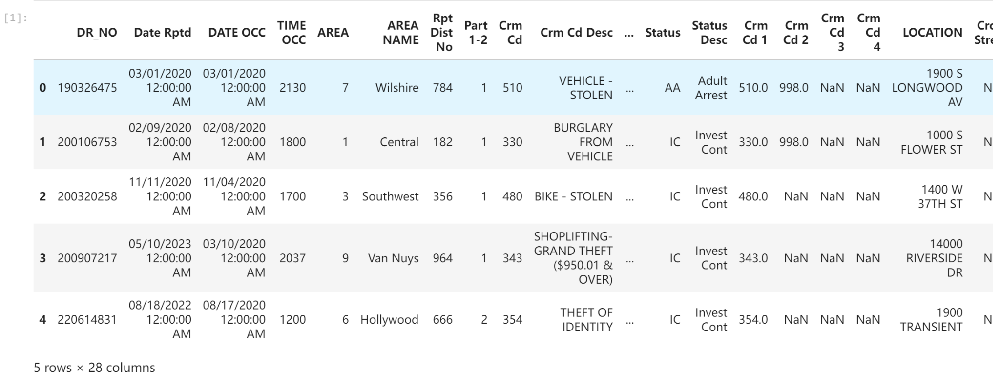 [1]:
DR_NO Date Rptd DATE OCC TIME OCC AREA AREA NAME Rpt Dist No Part 1-2 Crm Cd Crm Cd Desc ... Status Status Desc Crm Cd 1 Crm Cd 2 Crm Cd 3 Crm Cd 4 LOCATION
0 190326475 03/01/2020 12:00:00 AM 03/01/2020 12:00:00 AM 2130 7 Wilshire 784 1 510 VEHICLE - STOLEN ... AA Adult Arrest 510.0 998.0 NaN NaN 1900 S LONGWOOD AV
1 200106753 02/09/2020 12:00:00 AM 02/08/2020 12:00:00 AM 1800 1 Central 182 1 330 BURGLARY FROM VEHICLE ... IC Invest Cont 330.0 998.0 NaN NaN 1000 S FLOWER ST
2 200320258 11/11/2020 12:00:00 AM 11/04/2020 12:00:00 AM 1700 3 Southwest 356 1 480 BIKE - STOLEN ... IC Invest Cont 480.0 NaN NaN NaN 1400 W 37TH ST
3 200907217 05/10/2023 12:00:00 AM 03/10/2020 12:00:00 AM 2037 9 Van Nuys 964 1 343 SHOPLIFTING-GRAND THEFT ($950.01 & OVER) ... IC Invest Cont 343.0 NaN NaN NaN 14000 RIVERSIDE DR
4 220614831 08/18/2022 12:00:00 AM 08/17/2020 12:00:00 AM 1200 6 Hollywood 666 2 354 THEFT OF IDENTITY ... IC Invest Cont 354.0 NaN NaN NaN 1900 TRANSIENT
5 rows × 28 columns